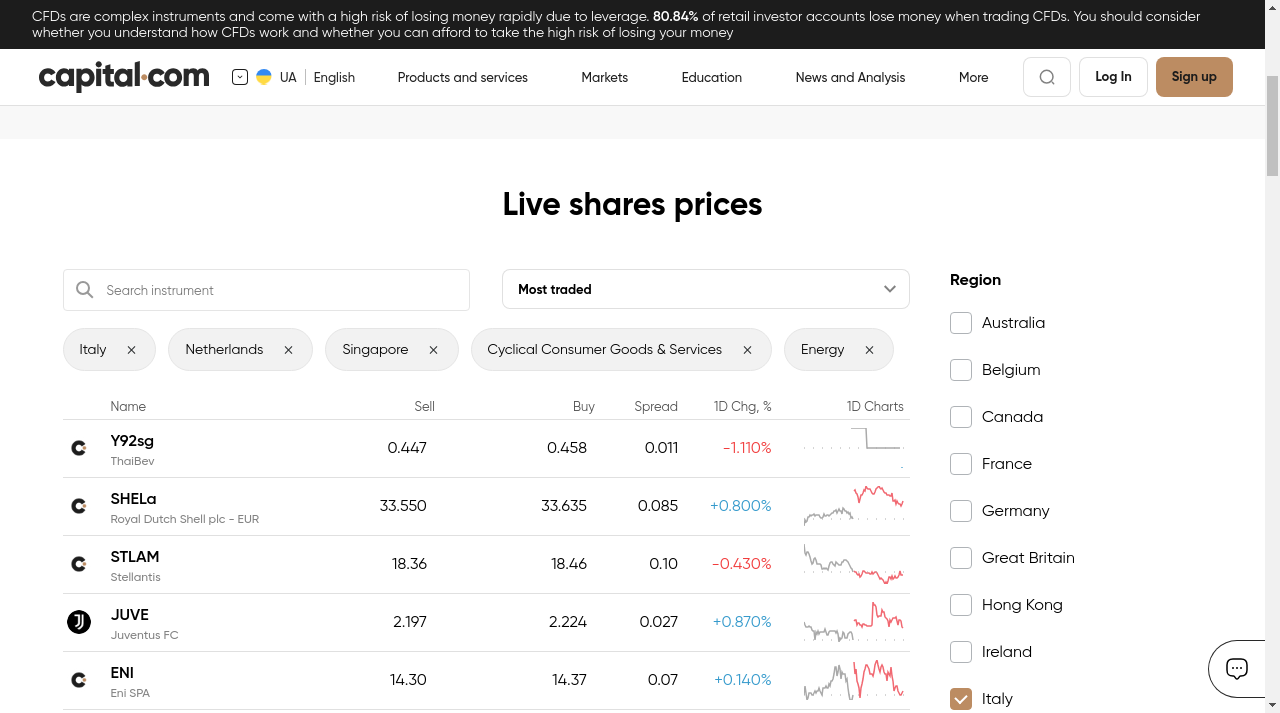 CFDs are complex instruments and come with a high risk of losing money rapidly due to leverage. 80.84% of retail investor accounts lose money when trading CFDs. You should consider
whether you understand how CFDs work and whether you can afford to take the high risk of losing your money
capital.com
UA
English
Products and services
Markets
Education
News and Analysis
More
Log In
Sign up
Live shares prices
Search instrument
Most traded
Italy
Netherlands
Singapore
Cyclical Consumer Goods & Services
Energy
Name Sell Buy Spread 1D Chg, % 1D Charts
Y92sg 0.447 0.458 0.011 -1.110%
ThaiBev
SHELa 33.550 33.635 0.085 +0.800%
Royal Dutch Shell plc - EUR
STLAM 18.36 18.46 0.10 -0.430%
Stellantis
JUVE 2.197 2.224 0.027 +0.870%
Juventus FC
ENI 14.30 14.37 0.07 +0.140%
Eni SPA
Region
Australia
Belgium
Canada
France
Germany
Great Britain
Hong Kong
Ireland
Italy